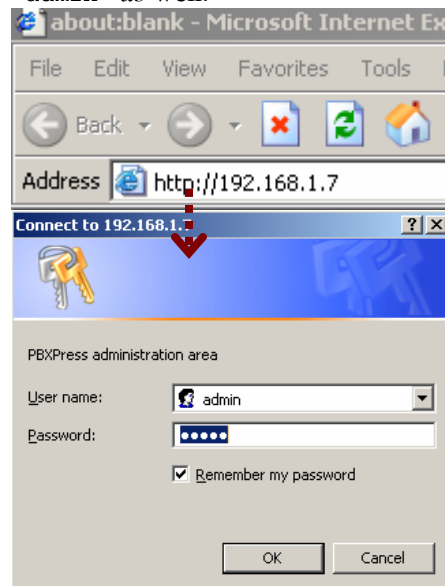 about:blank - Microsoft Internet Ex
File Edit View Favorites Tools
Back
Address http://192.168.1.7
Connect to 192.168.1.7
PBXPress administration area
User name: admin
Password: •••••
Remember my password
OK Cancel